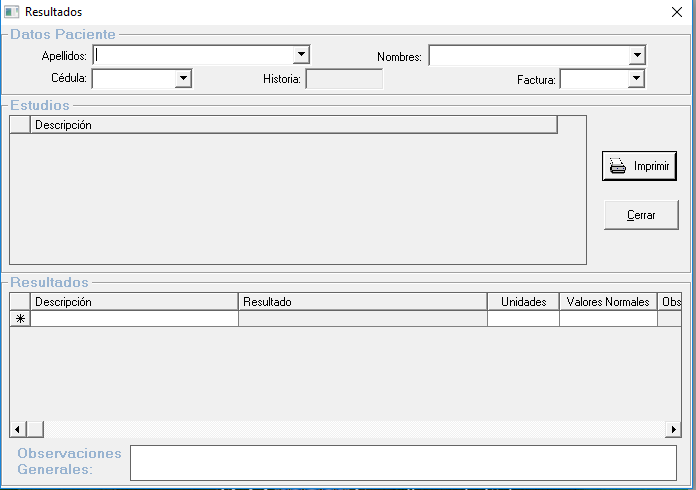 Resultados
Datos Paciente
Apellidos: Nombres:
Cédula: Historia: Factura:
Estudios
Descripción
Imprimir
Cerrar
Resultados
Descripción Resultado Unidades Valores Normales Obs
Observaciones
Generales: